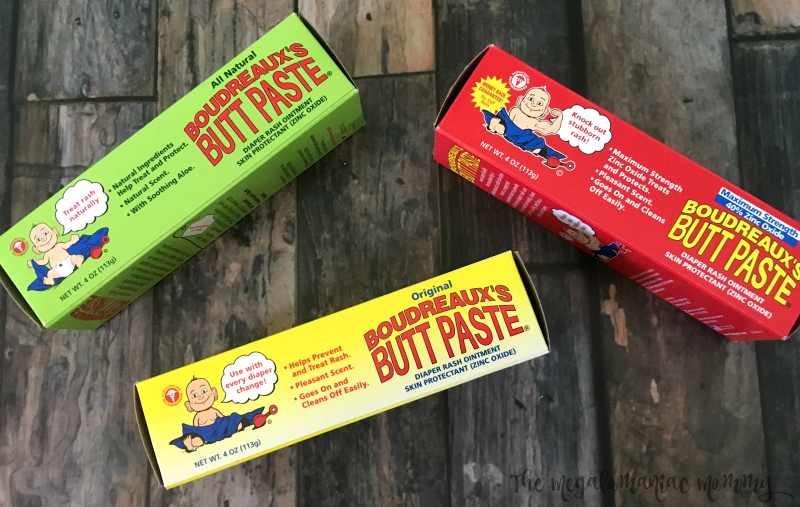 All Natural
BOUDREAUX'S
BUTT PASTE®
DIAPER RASH OINTMENT
SKIN PROTECTANT (ZINC OXIDE)
• Natural Ingredients
Help Treat and Protect.
• Natural Scent.
• With Soothing Aloe.
Treat rash
naturally
NET WT. 4 OZ (113g)
MONEY BACK
GUARANTEE!
Knock out
stubborn
rash!
NET WT. 4 OZ (113g)
• Maximum Strength
Zinc Oxide Treats
and Protects.
• Pleasant Scent.
• Goes On and Cleans
Off Easily.
Maximum Strength
40% Zinc Oxide
BOUDREAUX'S
BUTT PASTE
DIAPER RASH OINTMENT
SKIN PROTECTANT (ZINC OXIDE)
Original
BOUDREAUX'S
BUTT PASTE®
DIAPER RASH OINTMENT
SKIN PROTECTANT (ZINC OXIDE)
• Helps Prevent
and Treat Rash.
• Pleasant Scent.
• Goes On and
Cleans Off Easily.
Use with
every diaper
change!
NET WT. 4 OZ (113g)
The megalomaniac mommy